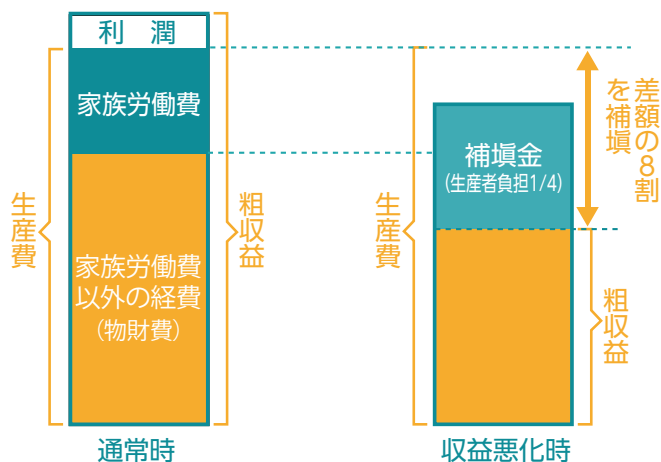 利 潤
家族労働費
家族労働費
以外の経費
（物財費）
生産費
粗収益
通常時
補塡金
(生産者負担1/4)
生産費
差額の8割
を補塡
粗収益
収益悪化時